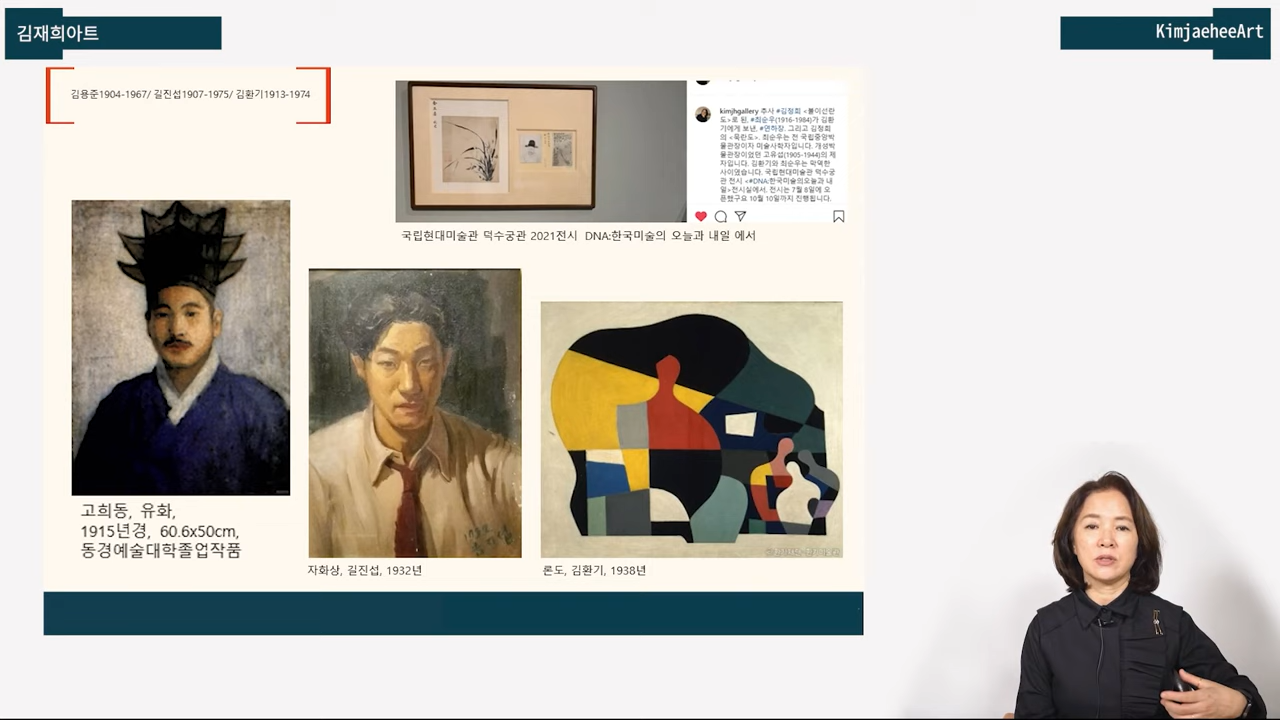 김재희아트
KimjaeheeArt
김용준1904-1967/ 길진섭1907-1975/ 김환기1913-1974
kimjhgallery 추사 #김정희 <불이선란
도>로 된, #최순우(1916-1984)가 김환
기에게 보낸, #연하장. 그리고 김정희
의 <묵란도>. 최순우는 전 국립중앙박
물관장이자 미술사학자입니다. 개성박
물관장이었던 고유섭(1905-1944)의 제
자입니다. 김환기와 최순우는 막역한
사이였습니다. 국립현대미술관 덕수궁
관 전시 <#DNA:한국미술의오늘과 내
일>전시실에서. 전시는 7월 8일에 오
픈했구요 10월 10일까지 진행됩니다.
국립현대미술관 덕수궁관 2021전시 DNA:한국미술의 오늘과 내일 에서
고희동, 유화,
1915년경, 60.6x50cm,
동경예술대학졸업작품
자화상, 길진섭, 1932년
론도, 김환기, 1938년